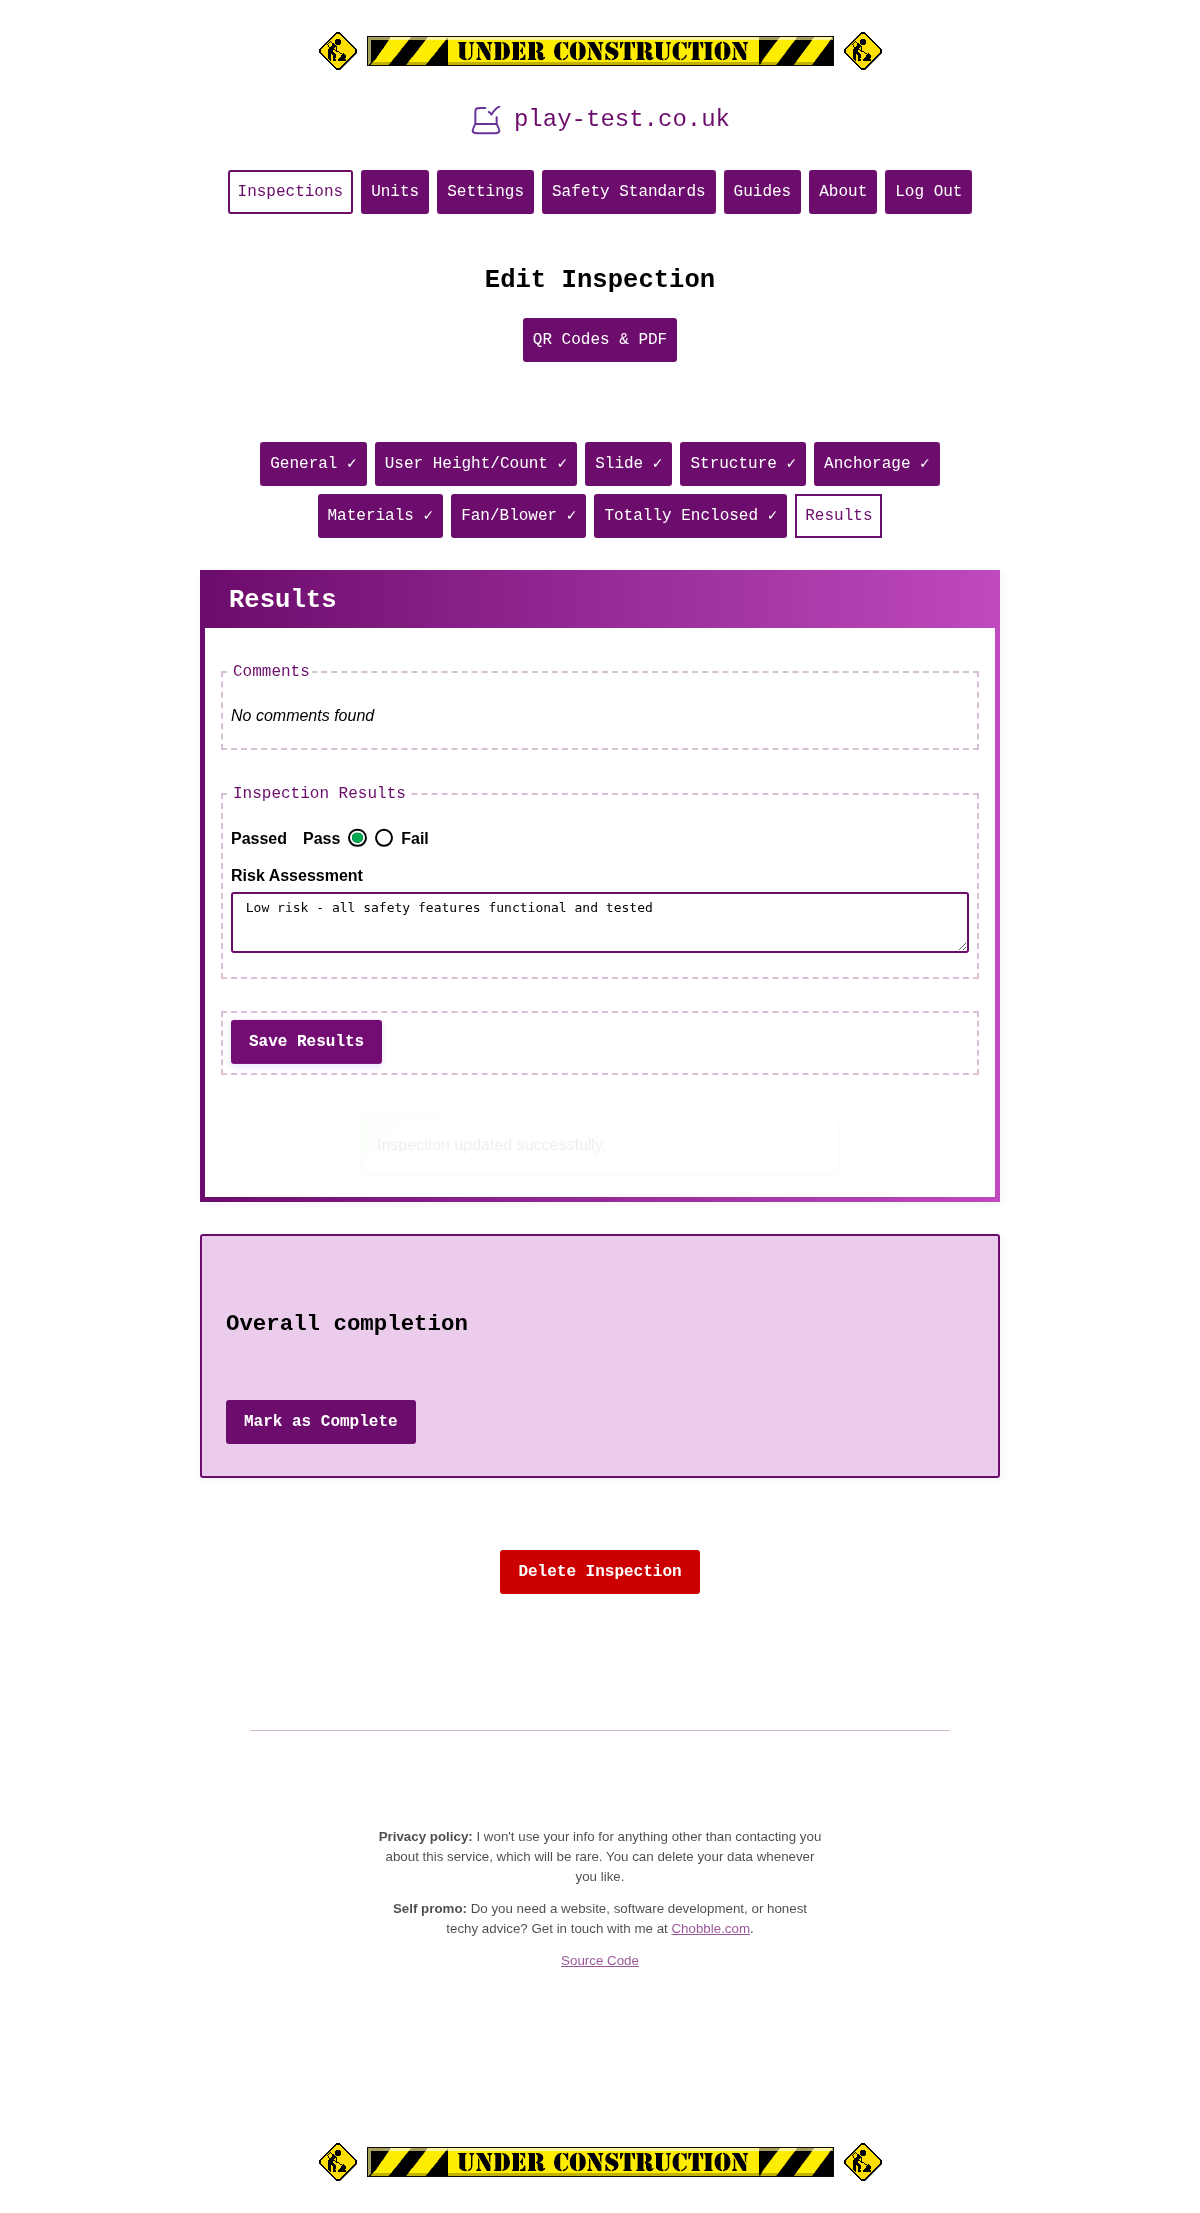 UNDER CONSTRUCTION
play-test.co.uk
Inspections Units Settings Safety Standards Guides About Log Out
Edit Inspection
QR Codes & PDF
General ✓ User Height/Count ✓ Slide ✓ Structure ✓ Anchorage ✓
Materials ✓ Fan/Blower ✓ Totally Enclosed ✓ Results
Results
Comments
No comments found
Inspection Results
Passed Pass Fail
Risk Assessment
Low risk - all safety features functional and tested
Save Results
Inspection updated successfully.
Overall completion
Mark as Complete
Delete Inspection
Privacy policy: I won't use your info for anything other than contacting you
about this service, which will be rare. You can delete your data whenever
you like.
Self promo: Do you need a website, software development, or honest
techy advice? Get in touch with me at Chobble.com.
Source Code
UNDER CONSTRUCTION